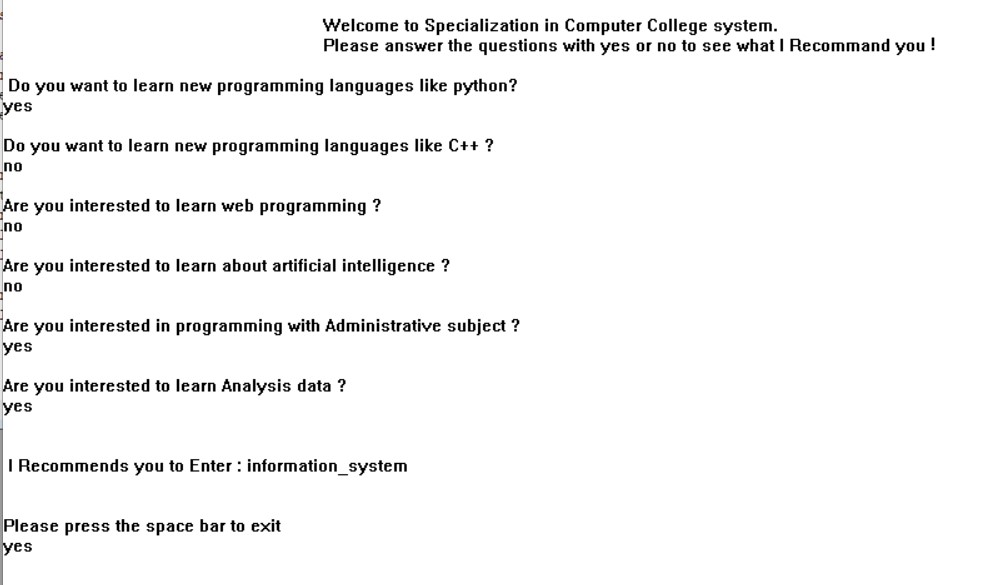 Welcome to Specialization in Computer College system.
Please answer the questions with yes or no to see what I Recommand you !
Do you want to learn new programming languages like python?
yes
Do you want to learn new programming languages like C++ ?
no
Are you interested to learn web programming ?
no
Are you interested to learn about artificial intelligence ?
no
Are you interested in programming with Administrative subject ?
yes
Are you interested to learn Analysis data ?
yes
I Recommends you to Enter : information_system
Please press the space bar to exit
yes